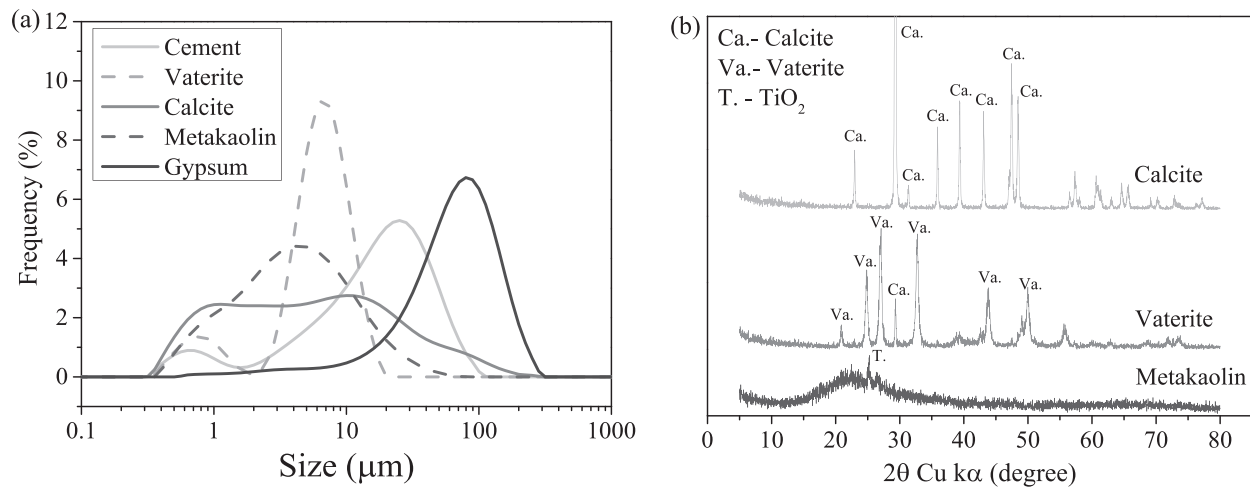 (a)
12
10
8
6
4
2
0
Frequency (%)
Cement
Vaterite
Calcite
Metakaolin
Gypsum
0.1
1
10
100
1000
Size (μm)
(b)
Ca.- Calcite
Va.- Vaterite
T. - TiO₂
Ca.
Ca.
Ca.
Ca.
Ca.
Ca.
Ca.
Ca.
Calcite
Va.
Va.
Va.
Ca.
Va.
Va.
Va.
Vaterite
T.
Metakaolin
0
10
20
30
40
50
60
70
80
2θ Cu kα (degree)